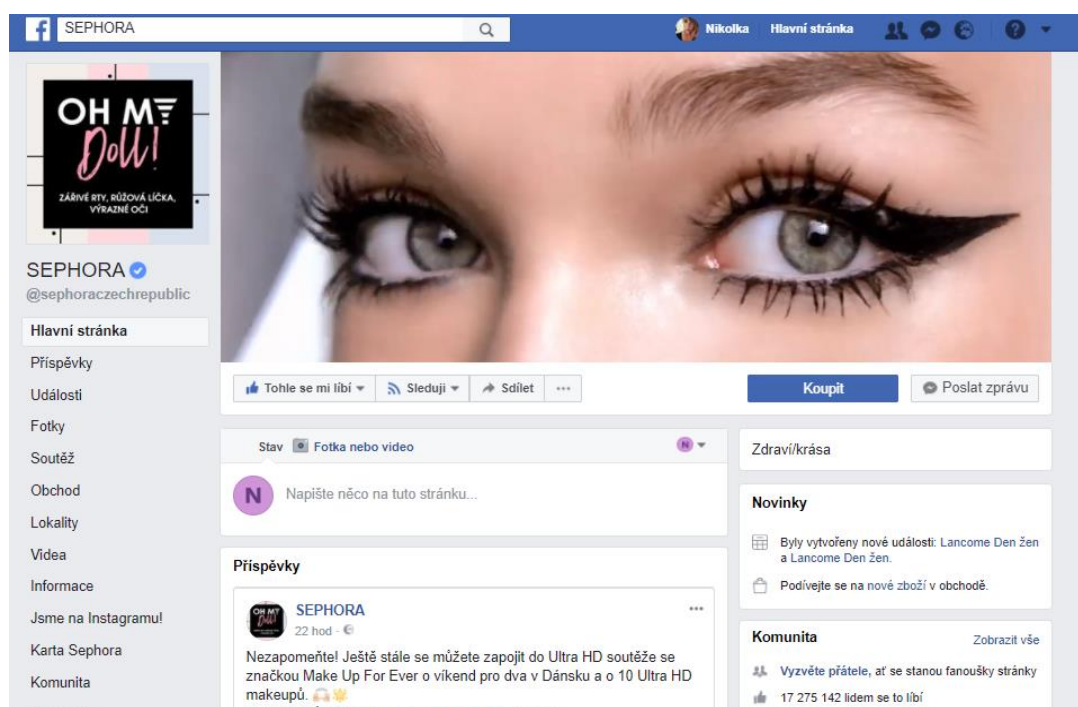 SEPHORA
Nikolka Hlavní stránka
OH MY
Doll!
ZÁŘIVÉ RTY, RŮŽOVÁ LÍČKA,
VÝRAZNÉ OČI
SEPHORA
@sephoraczechrepublic
Hlavní stránka
Příspěvky
Události
Fotky
Soutěž
Obchod
Lokality
Videa
Informace
Jsme na Instagramu!
Karta Sephora
Komunita
Tohle se mi líbí Sleduji Sdílet ...
Koupit Poslat zprávu
Stav Fotka nebo video N
N Napište něco na tuto stránku...
Příspěvky
OH MY
Doll!
SEPHORA
22 hod ·
Nezapomeňte! Ještě stále se můžete zapojit do Ultra HD soutěže se
značkou Make Up For Ever o víkend pro dva v Dánsku a o 10 Ultra HD
makeupů.
Zdraví/krása
Novinky
Byly vytvořeny nové události: Lancome Den žen
a Lancome Den žen.
Podívejte se na nové zboží v obchodě.
Komunita Zobrazit vše
Vyzvěte přátele, ať se stanou fanoušky stránky
17 275 142 lidem se to líbí